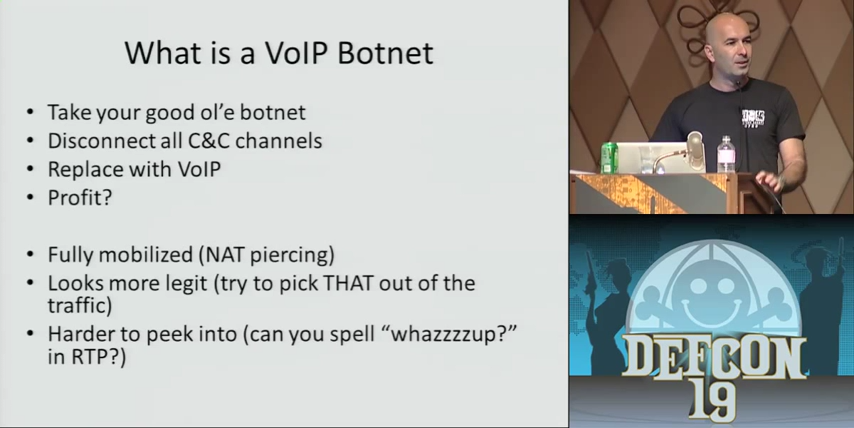 What is a VoIP Botnet
• Take your good ol'e botnet
• Disconnect all C&C channels
• Replace with VoIP
• Profit?
• Fully mobilized (NAT piercing)
• Looks more legit (try to pick THAT out of the
traffic)
• Harder to peek into (can you spell “whazzzzup?”
in RTP?)
DEFCON
19